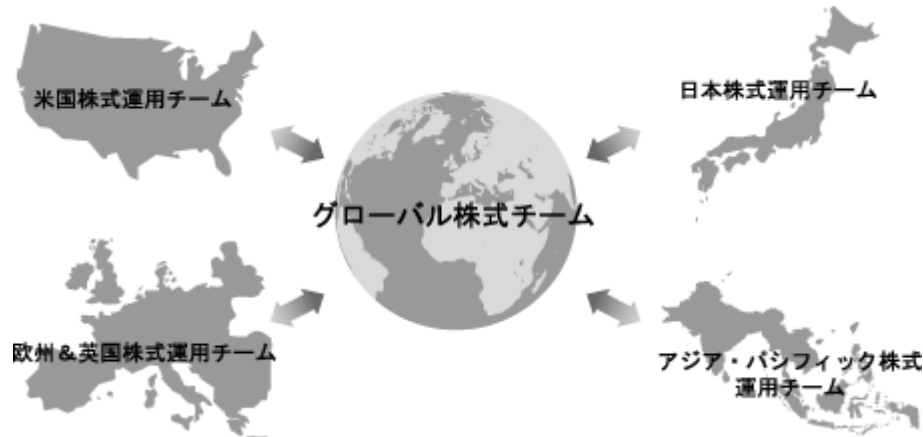 米国株式運用チーム
日本株式運用チーム
グローバル株式チーム
欧州＆英国株式運用チーム
アジア・パシフィック株式
運用チーム